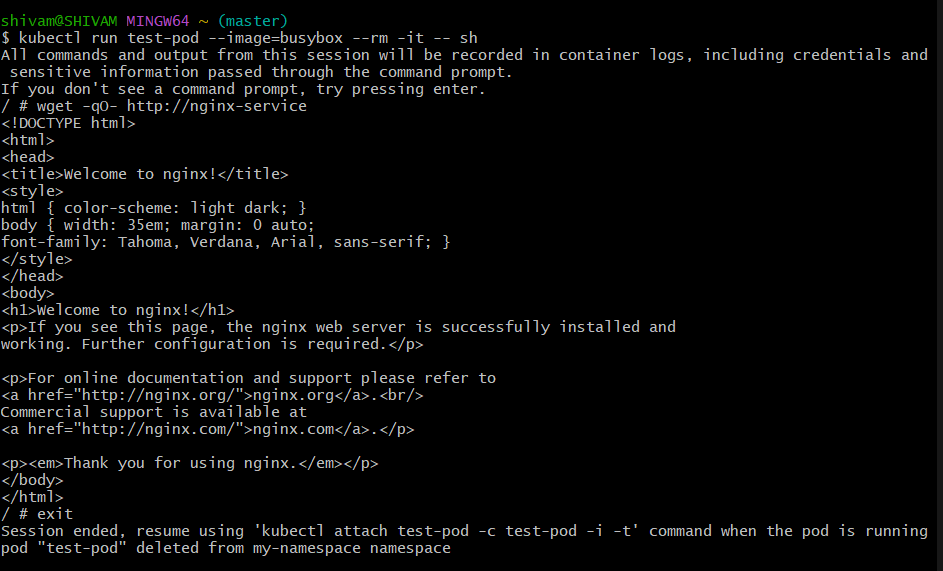 shivam@SHIVAM MINGW64 ~ (master)
$ kubectl run test-pod --image=busybox --rm -it -- sh
All commands and output from this session will be recorded in container logs, including credentials and
 sensitive information passed through the command prompt.
If you don't see a command prompt, try pressing enter.
/ # wget -qO- http://nginx-service
<!DOCTYPE html>
<html>
<head>
<title>Welcome to nginx!</title>
<style>
html { color-scheme: light dark; }
body { width: 35em; margin: 0 auto;
font-family: Tahoma, Verdana, Arial, sans-serif; }
</style>
</head>
<body>
<h1>Welcome to nginx!</h1>
<p>If you see this page, the nginx web server is successfully installed and
working. Further configuration is required.</p>

<p>For online documentation and support please refer to
<a href="http://nginx.org/">nginx.org</a>.<br/>
Commercial support is available at
<a href="http://nginx.com/">nginx.com</a>.</p>

<p><em>Thank you for using nginx.</em></p>
</body>
</html>
/ # exit
Session ended, resume using 'kubectl attach test-pod -c test-pod -i -t' command when the pod is running
pod "test-pod" deleted from my-namespace namespace